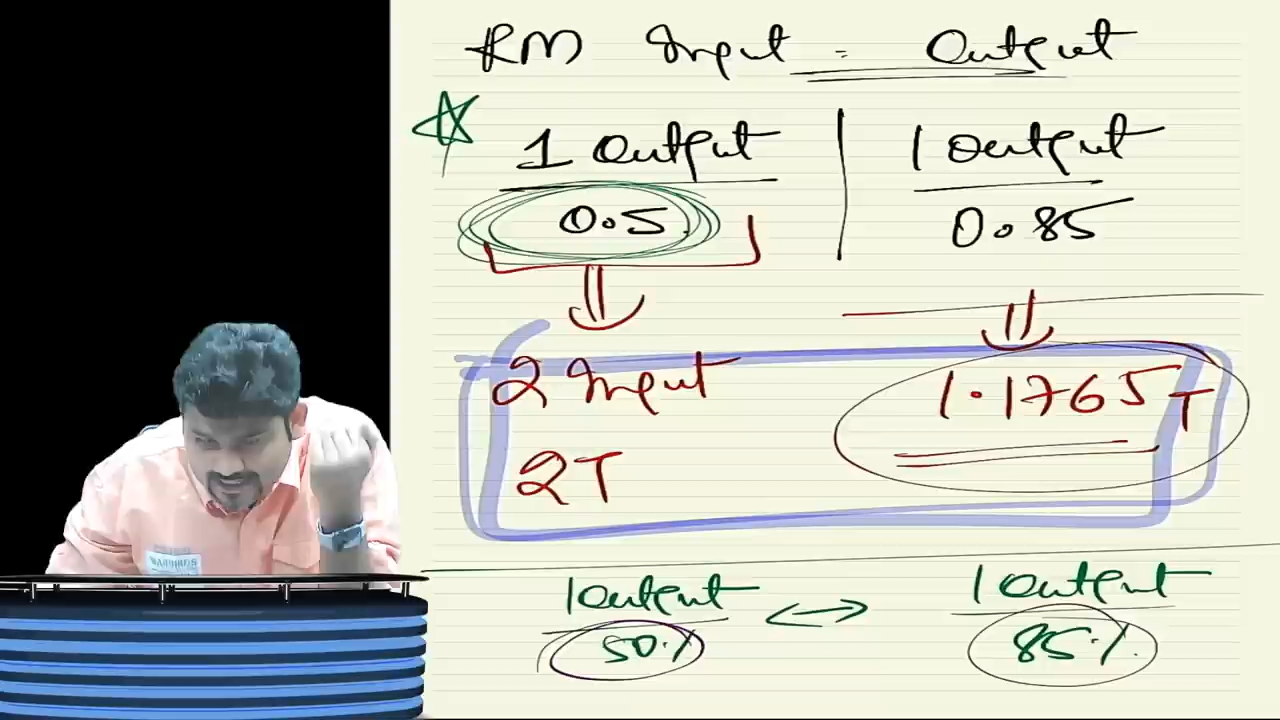 RM Input = Output
1 Output | 1 Output
0.5 0.85
2 Input 1.1765T
2T
1 Output ↔ 1 Output
50% 85%